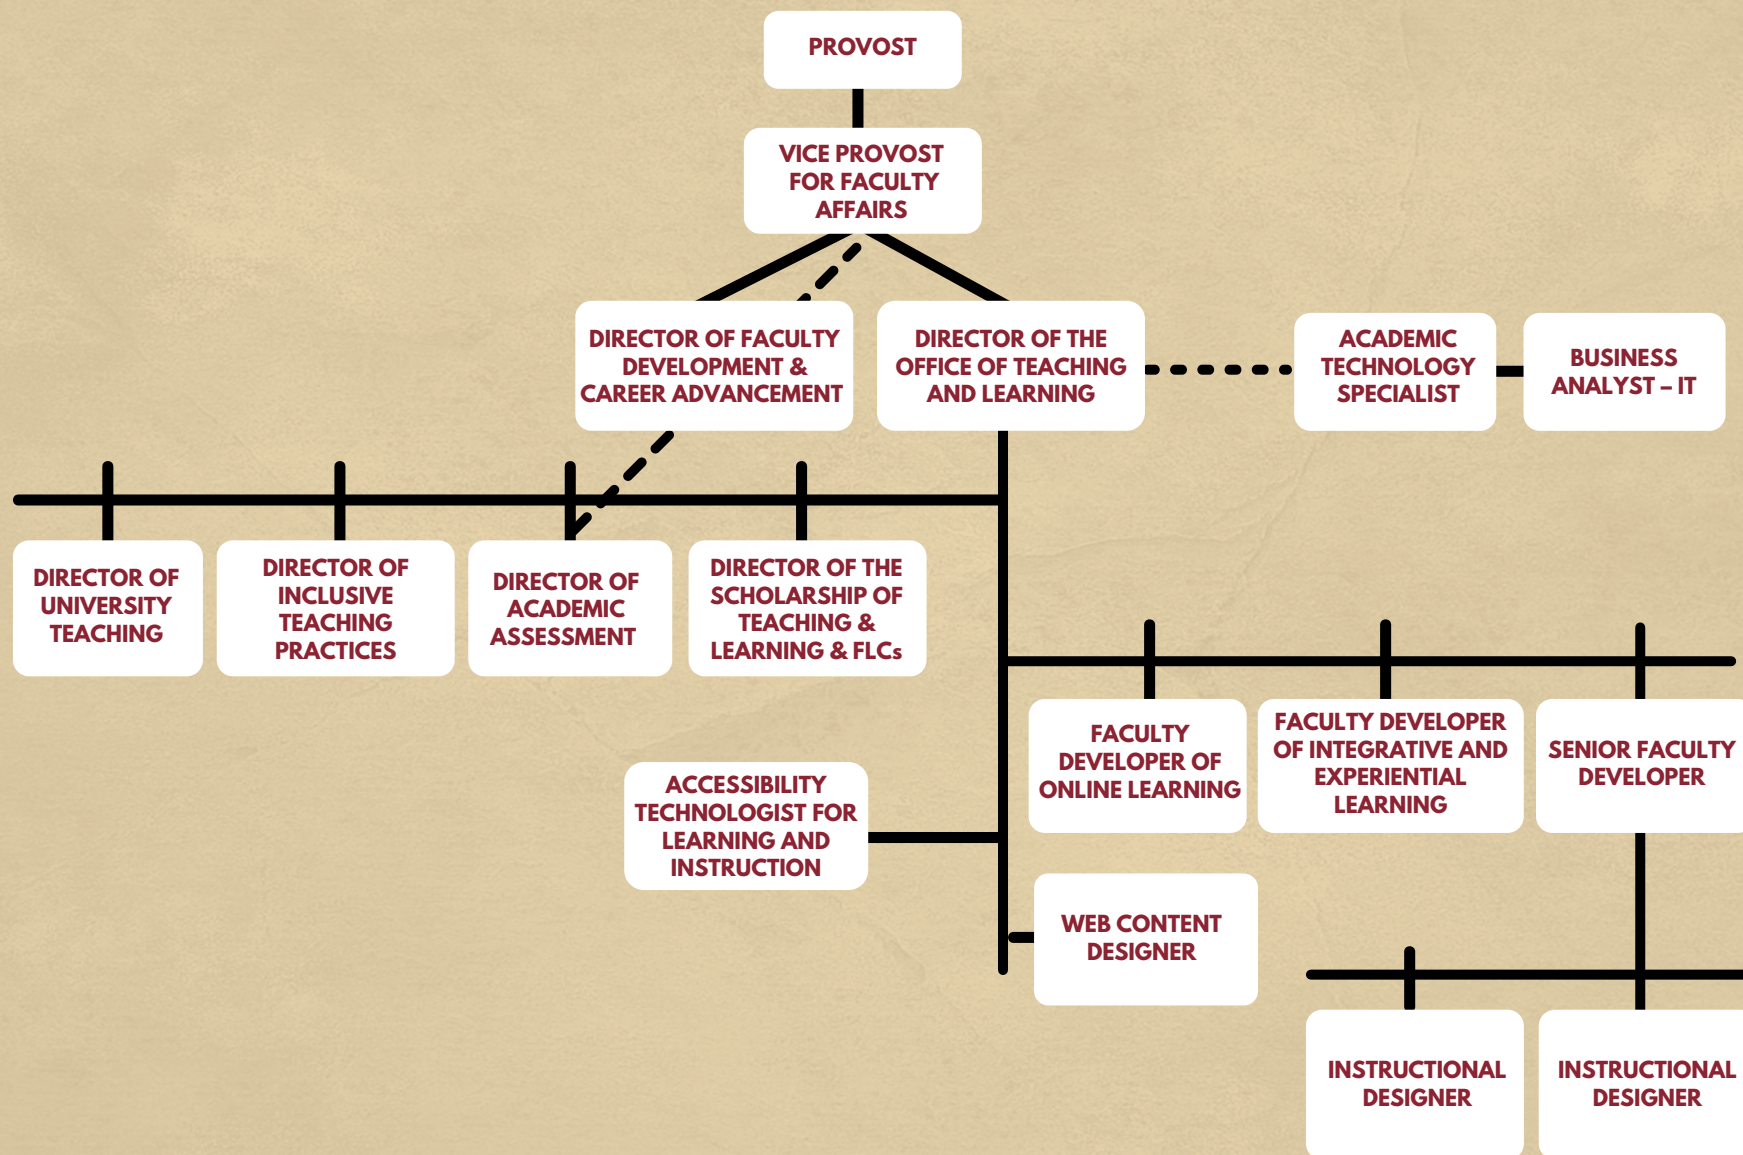 PROVOST
VICE PROVOST
FOR FACULTY
AFFAIRS
DIRECTOR OF FACULTY
DEVELOPMENT &
CAREER ADVANCEMENT
DIRECTOR OF THE
OFFICE OF TEACHING
AND LEARNING
ACADEMIC
TECHNOLOGY
SPECIALIST
BUSINESS
ANALYST – IT
DIRECTOR OF
UNIVERSITY
TEACHING
DIRECTOR OF
INCLUSIVE
TEACHING
PRACTICES
DIRECTOR OF
ACADEMIC
ASSESSMENT
DIRECTOR OF THE
SCHOLARSHIP OF
TEACHING &
LEARNING & FLCs
FACULTY
DEVELOPER OF
ONLINE LEARNING
FACULTY DEVELOPER
OF INTEGRATIVE AND
EXPERIENTIAL
LEARNING
SENIOR FACULTY
DEVELOPER
ACCESSIBILITY
TECHNOLOGIST FOR
LEARNING AND
INSTRUCTION
WEB CONTENT
DESIGNER
INSTRUCTIONAL
DESIGNER
INSTRUCTIONAL
DESIGNER